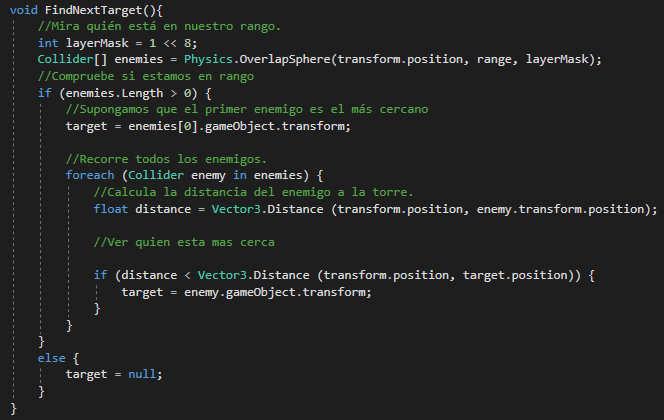 void FindNextTarget(){
//Mira quién está en nuestro rango.
int layerMask = 1 << 8;
Collider[] enemies = Physics.OverlapSphere(transform.position, range, layerMask);
//Compruebe si estamos en rango
if (enemies.Length > 0) {
//Supongamos que el primer enemigo es el más cercano
target = enemies[0].gameObject.transform;
//Recorre todos los enemigos.
foreach (Collider enemy in enemies) {
//Calcula la distancia del enemigo a la torre.
float distance = Vector3.Distance (transform.position, enemy.transform.position);
//Ver quien esta mas cerca
if (distance < Vector3.Distance (transform.position, target.position)) {
target = enemy.gameObject.transform;
}
}
}
else {
target = null;
}
}